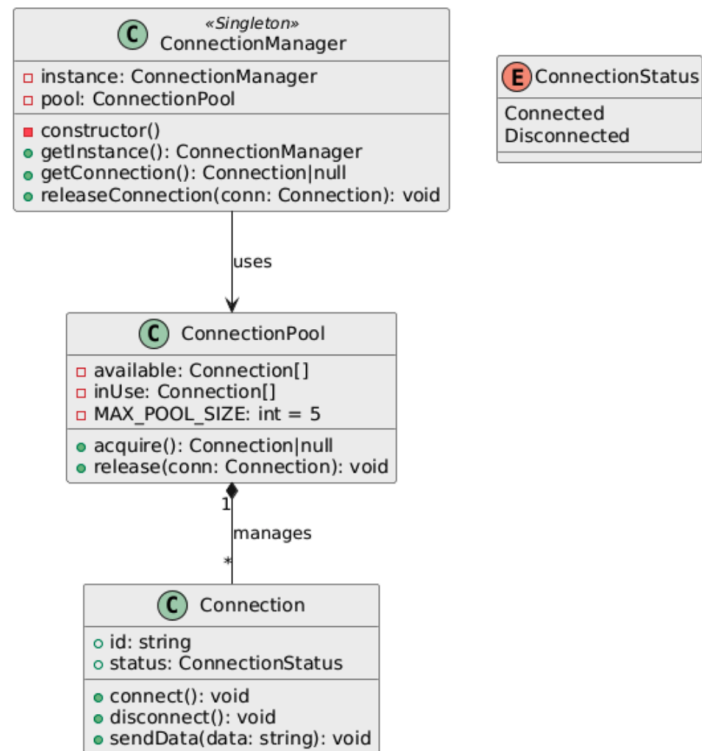 C
«Singleton»
ConnectionManager
instance: ConnectionManager
pool: ConnectionPool
constructor()
getInstance(): ConnectionManager
getConnection(): Connection|null
releaseConnection(conn: Connection): void
E ConnectionStatus
Connected
Disconnected
uses
C ConnectionPool
available: Connection[]
inUse: Connection[]
MAX_POOL_SIZE: int = 5
acquire(): Connection|null
release(conn: Connection): void
1
manages
*
C Connection
id: string
status: ConnectionStatus
connect(): void
disconnect(): void
sendData(data: string): void